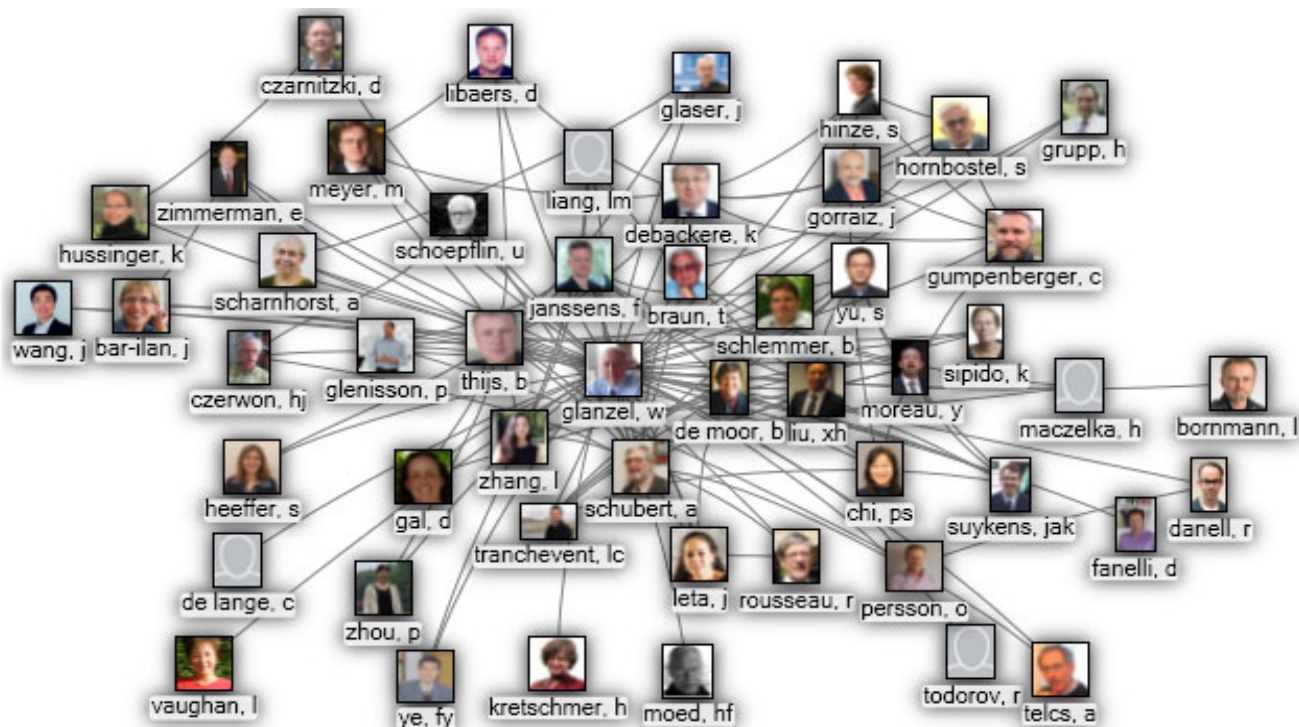 czarnitzki, d
libaers, d
glaser, j
hinze, s
hornbostel, s
grupp, h
zimmerman, e
meyer, m
liang, lm
debackere, k
gorraiz, j
hussinger, k
scharnhorst, a
schoepflin, u
gumpenberger, c
wang, j
bar-ilan, j
janssens, f
braun, t
schlemmer, b
yu, s
czerwon, hj
glenisson, p
thijs, b
glanzel, w
de moor, b
liu, xh
moreau, y
sipido, k
maczelka, h
bornmann, l
heeffer, s
gal, d
zhang, l
schubert, a
chi, ps
suykens, jak
danell, r
tranchevent, lc
fanelli, d
de lange, c
zhou, p
leta, j
rousseau, r
persson, o
vaughan, l
ye, fy
kretschmer, h
moed, hf
todorov, r
telcs, a